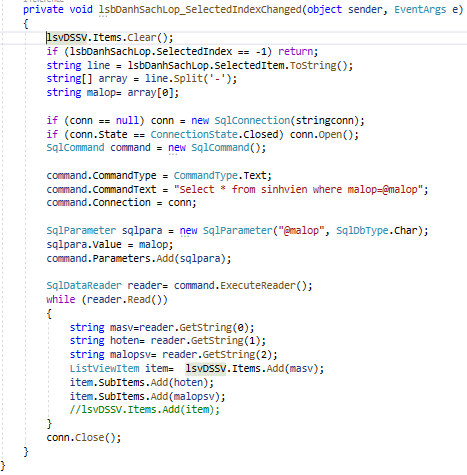 private void lsbDanhSachLop_SelectedIndexChanged(object sender, EventArgs e)
{
lsvDSSV.Items.Clear();
if (lsbDanhSachLop.SelectedIndex == -1) return;
string line = lsbDanhSachLop.SelectedItem.ToString();
string[] array = line.Split('-');
string malop= array[0];
if (conn == null) conn = new SqlConnection(stringconn);
if (conn.State == ConnectionState.Closed) conn.Open();
SqlCommand command = new SqlCommand();
command.CommandType = CommandType.Text;
command.CommandText = "Select * from sinhvien where malop=@malop";
command.Connection = conn;
SqlParameter sqlpara = new SqlParameter("@malop", SqlDbType.Char);
sqlpara.Value = malop;
command.Parameters.Add(sqlpara);
SqlDataReader reader= command.ExecuteReader();
while (reader.Read())
{
string masv=reader.GetString(0);
string hoten= reader.GetString(1);
string malopsv= reader.GetString(2);
ListViewItem item=  lsvDSSV.Items.Add(masv);
item.SubItems.Add(hoten);
item.SubItems.Add(malopsv);
//lsvDSSV.Items.Add(item);
}
conn.Close();
}
}